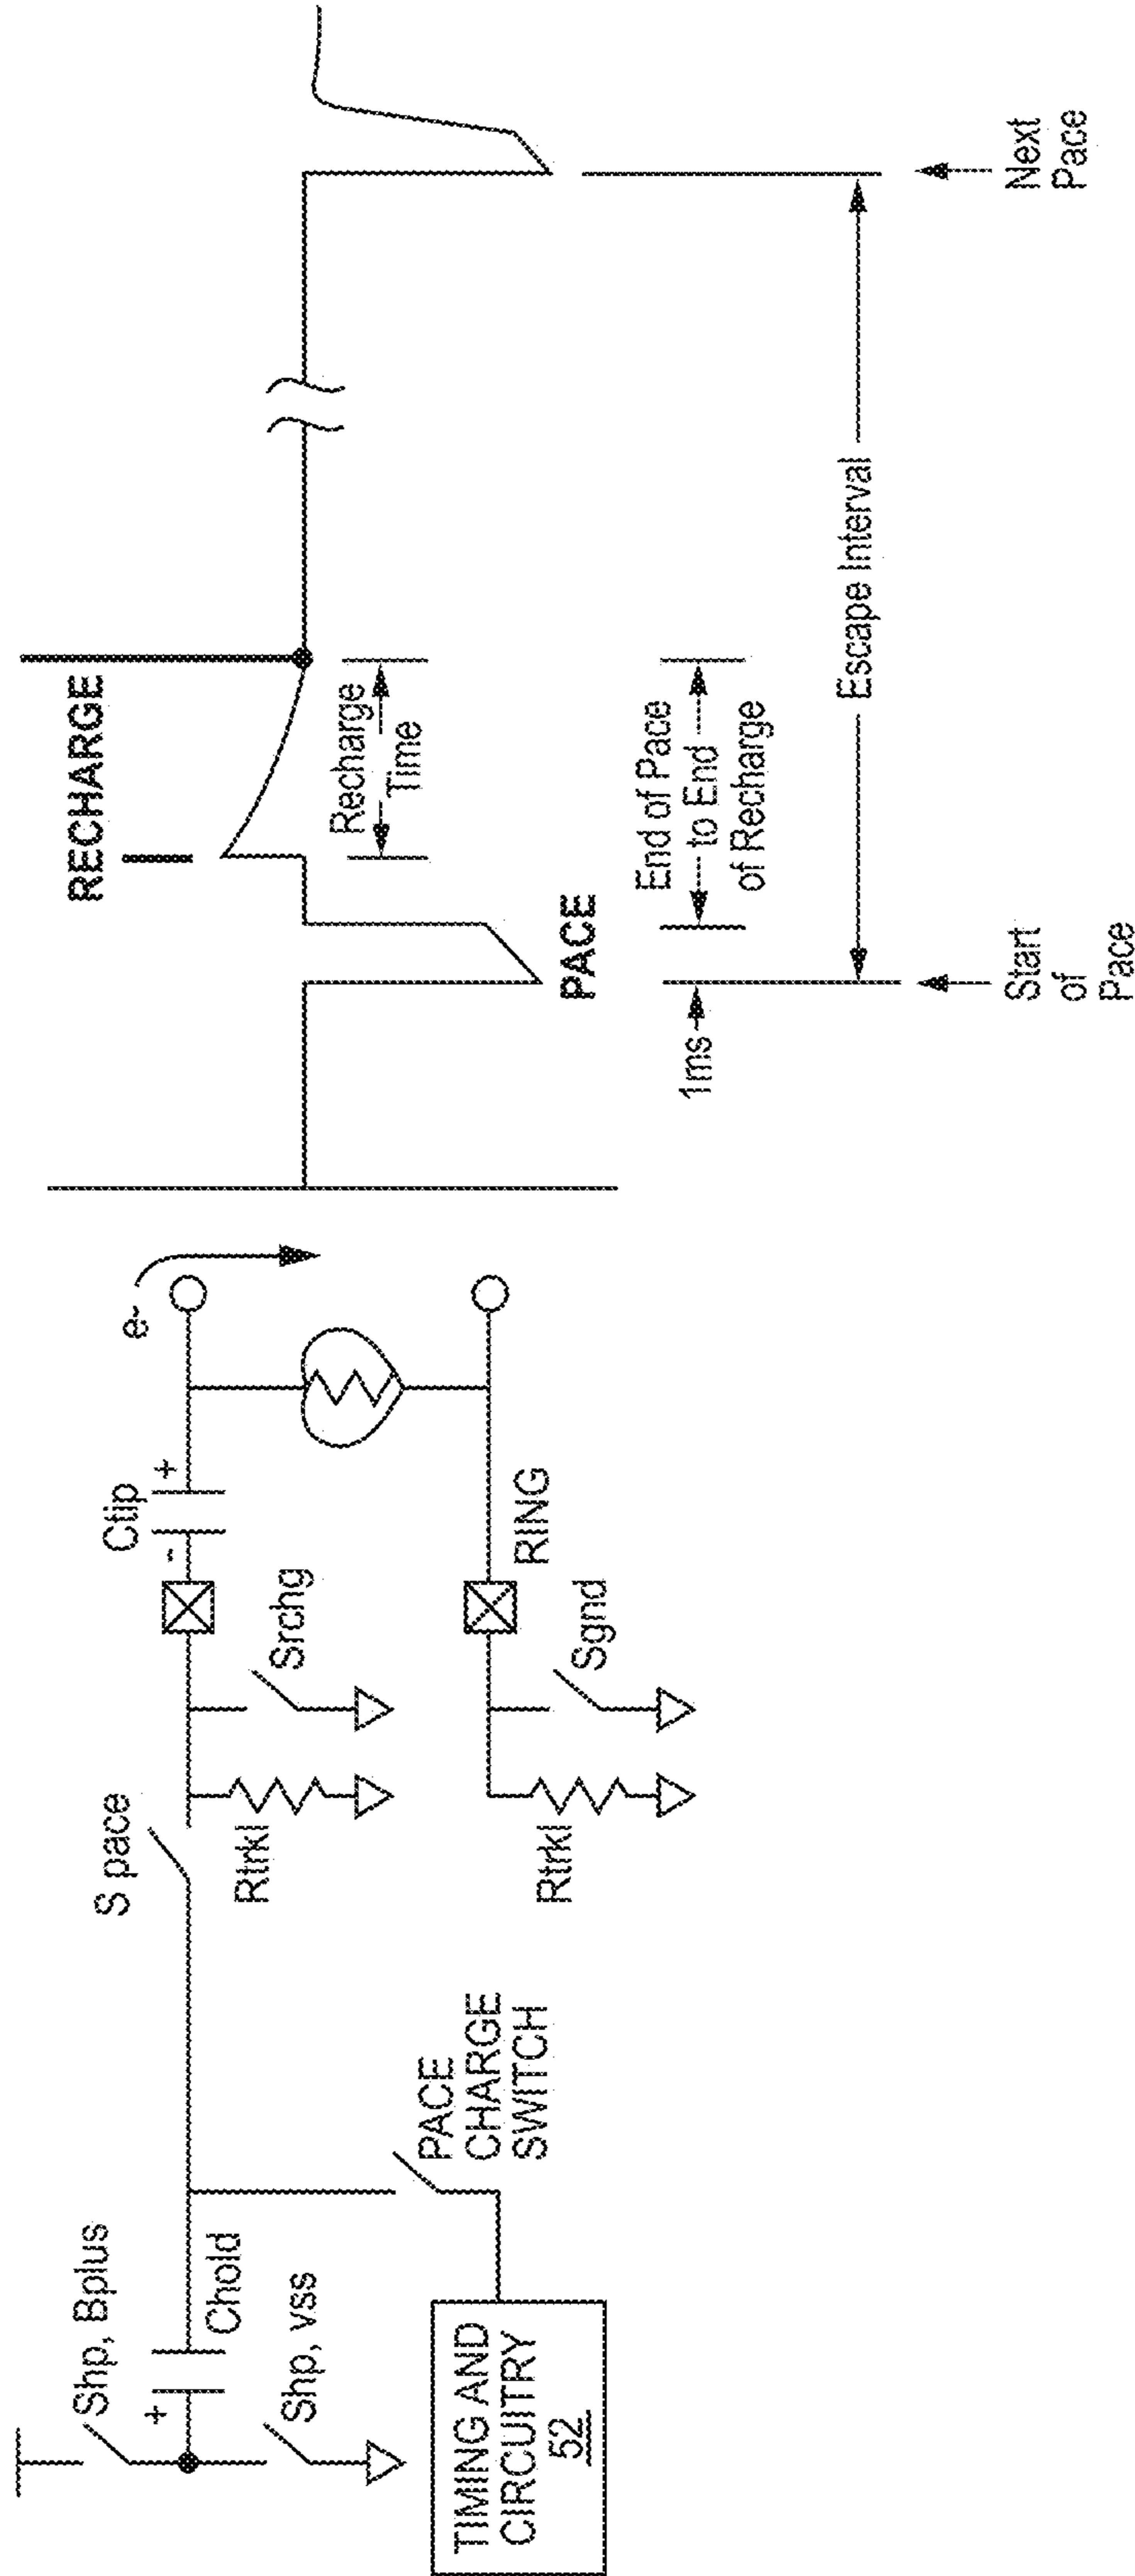 Shp, Bplus
+
Chold
Shp, vss
TIMING AND
CIRCUITRY
52
PACE
CHARGE
SWITCH
S pace
Rtrkl
Srchg
Ctip
- +
e-
Rtrkl
Sgnd
RING
RECHARGE
Recharge
Time
PACE
1ms
End of Pace
to End
of Recharge
Escape Interval
Start
of
Pace
Next
Pace